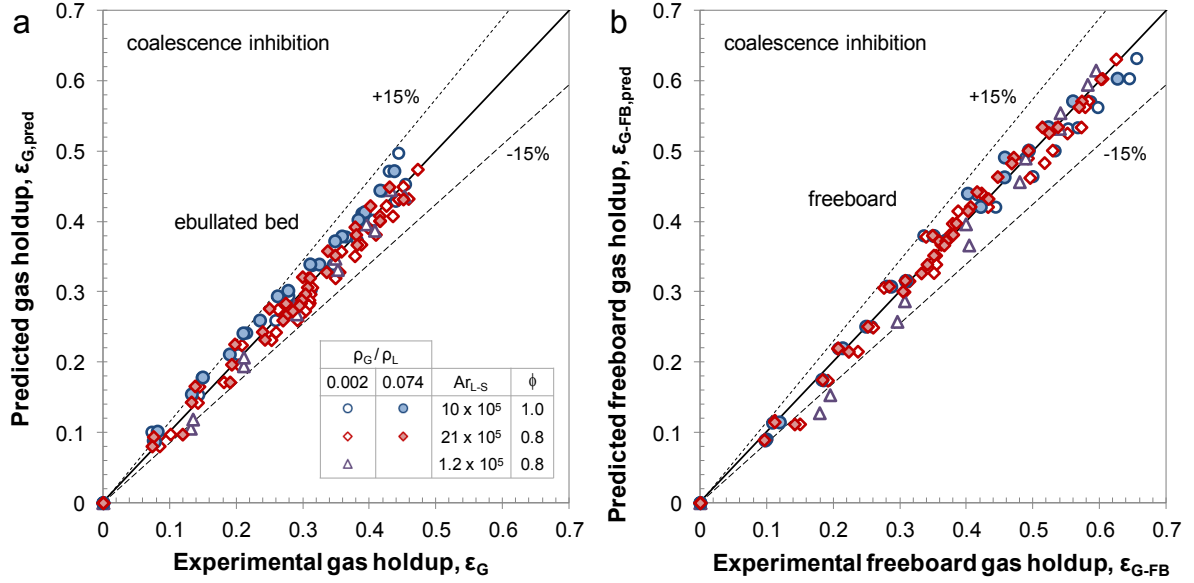 a
coalescence inhibition
ebullated bed
+15%
-15%
0.7
0.6
0.5
0.4
0.3
0.2
0.1
0
0 0.1 0.2 0.3 0.4 0.5 0.6 0.7
Predicted gas holdup, εG,pred
Experimental gas holdup, εG
ρG / ρL
0.002 0.074 ArL-S ϕ
10 x 10⁵ 1.0
21 x 10⁵ 0.8
1.2 x 10⁵ 0.8
b
coalescence inhibition
freeboard
+15%
-15%
0.7
0.6
0.5
0.4
0.3
0.2
0.1
0
0 0.1 0.2 0.3 0.4 0.5 0.6 0.7
Predicted freeboard gas holdup, εG-FB,pred
Experimental freeboard gas holdup, εG-FB